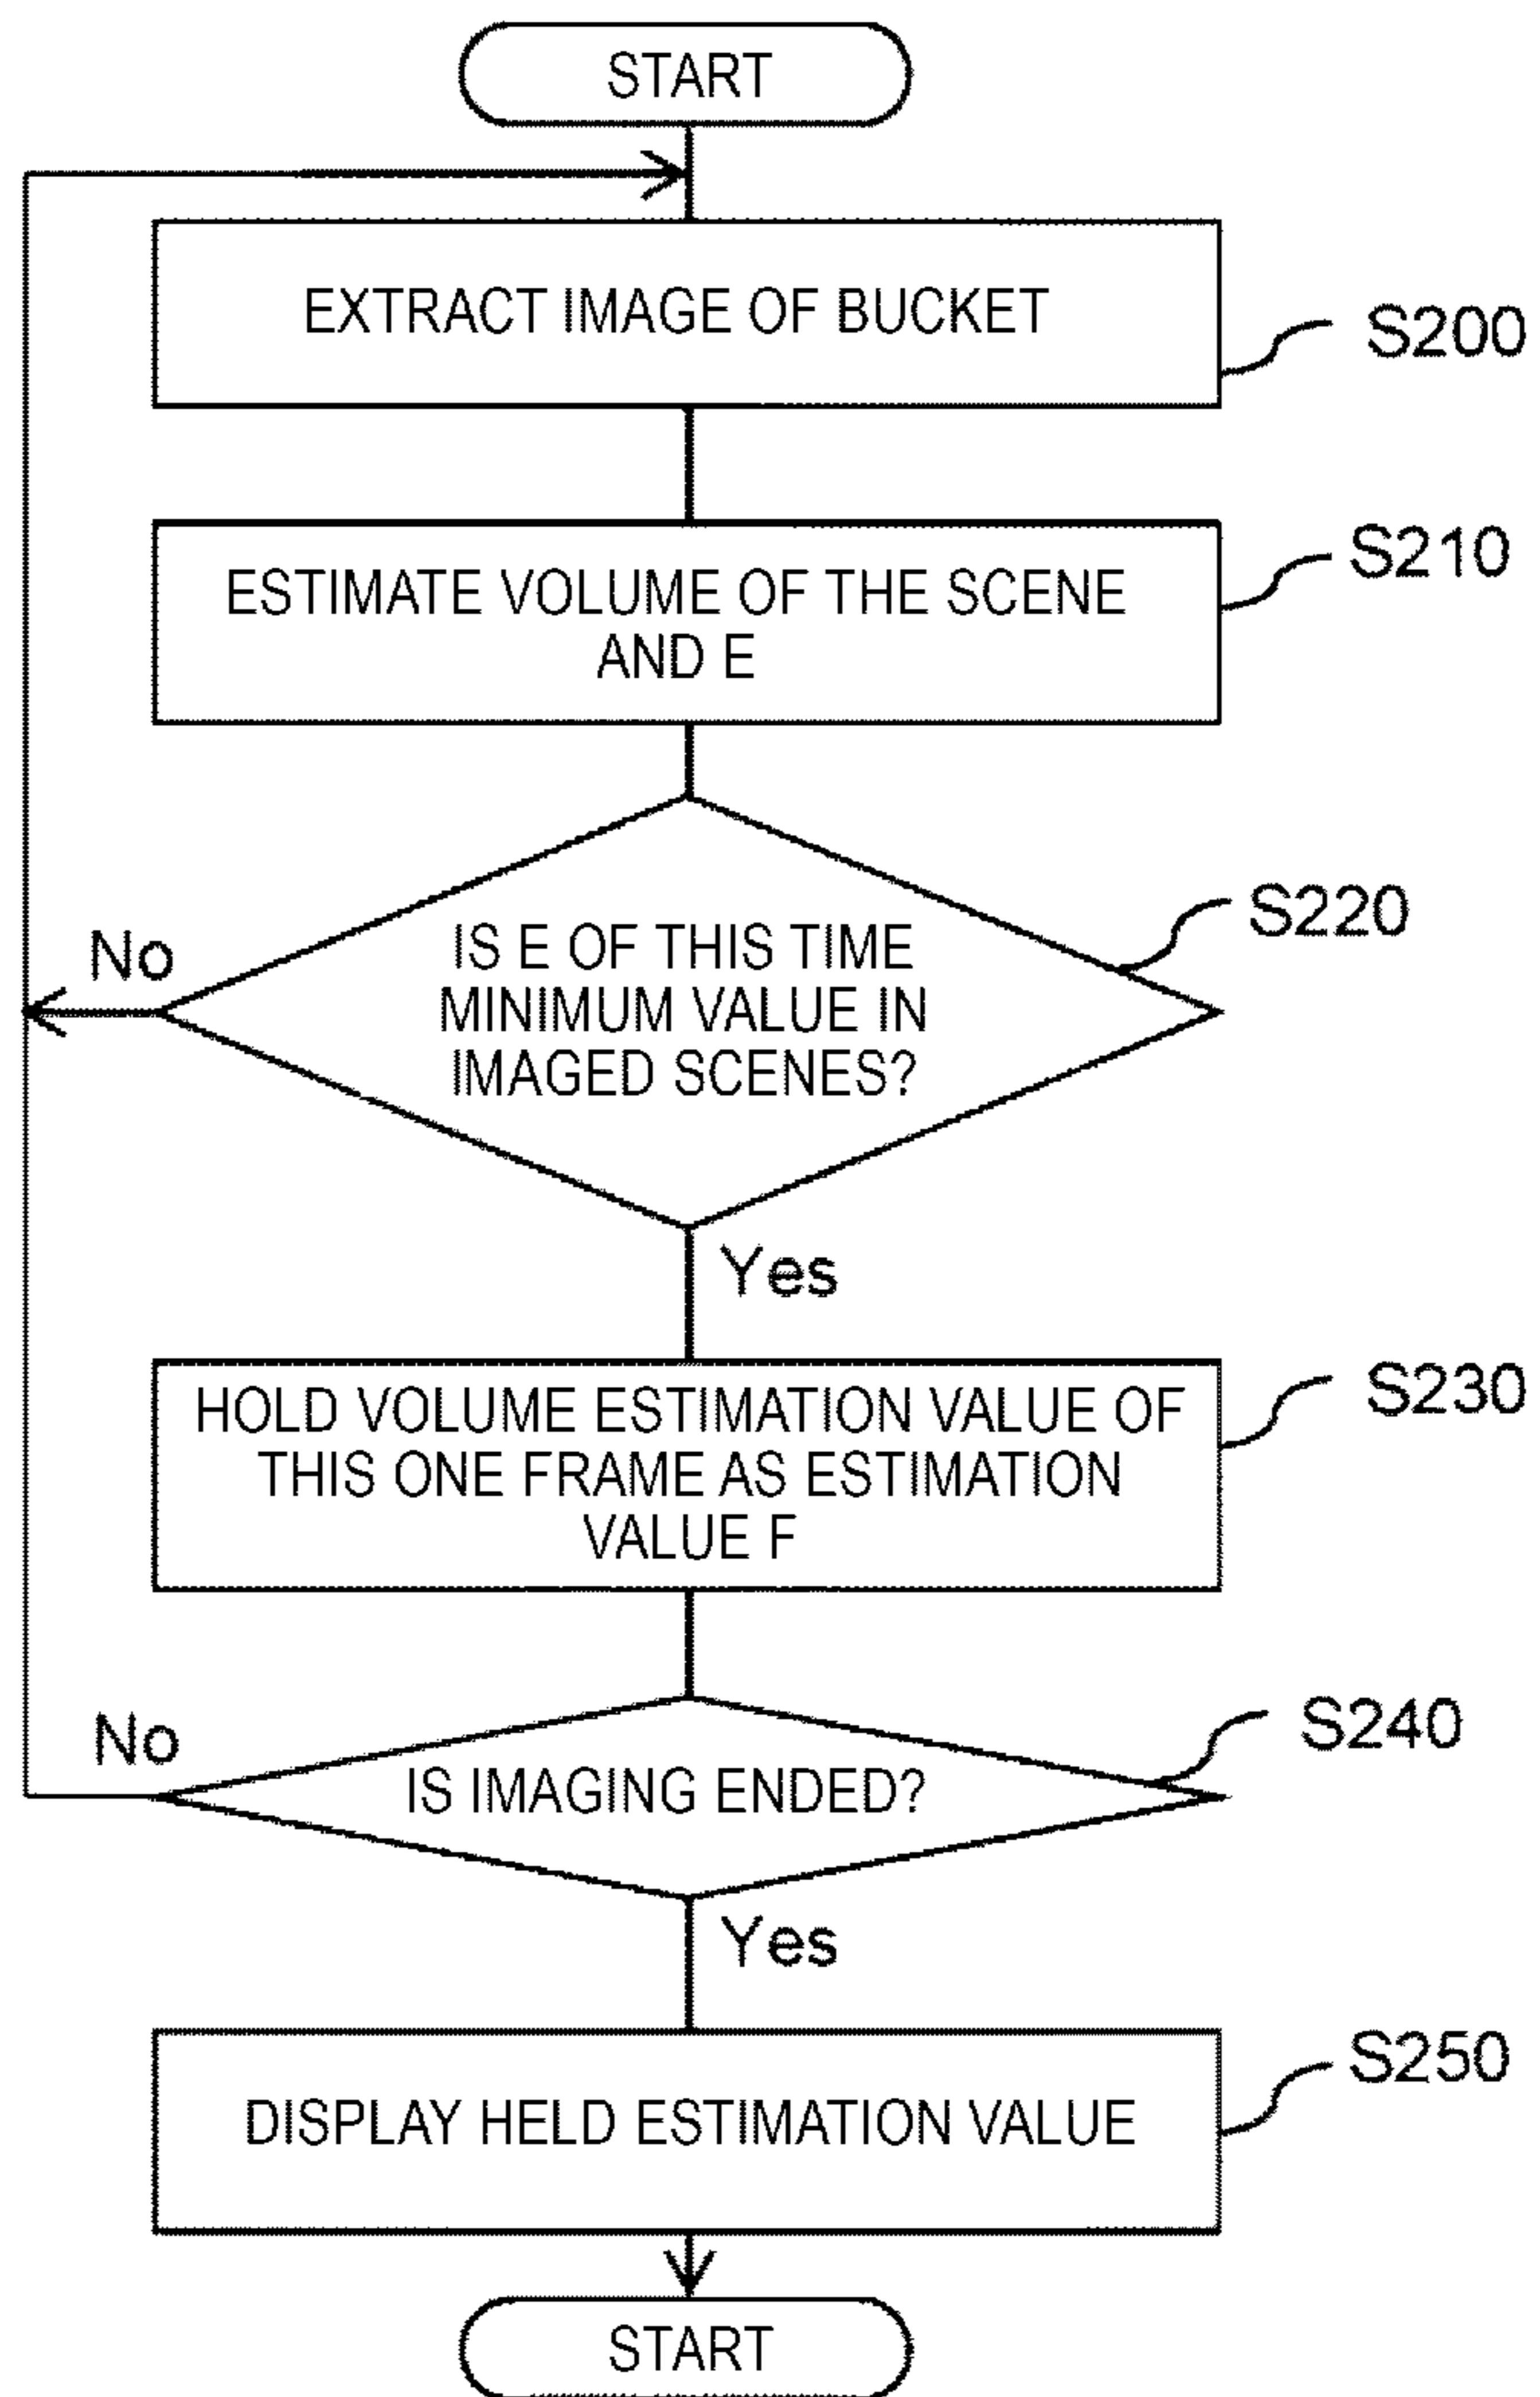 START
EXTRACT IMAGE OF BUCKET
S200
ESTIMATE VOLUME OF THE SCENE
AND E
S210
IS E OF THIS TIME
MINIMUM VALUE IN
IMAGED SCENES?
S220
No
Yes
HOLD VOLUME ESTIMATION VALUE OF
THIS ONE FRAME AS ESTIMATION
VALUE F
S230
IS IMAGING ENDED?
S240
No
Yes
DISPLAY HELD ESTIMATION VALUE
S250
START